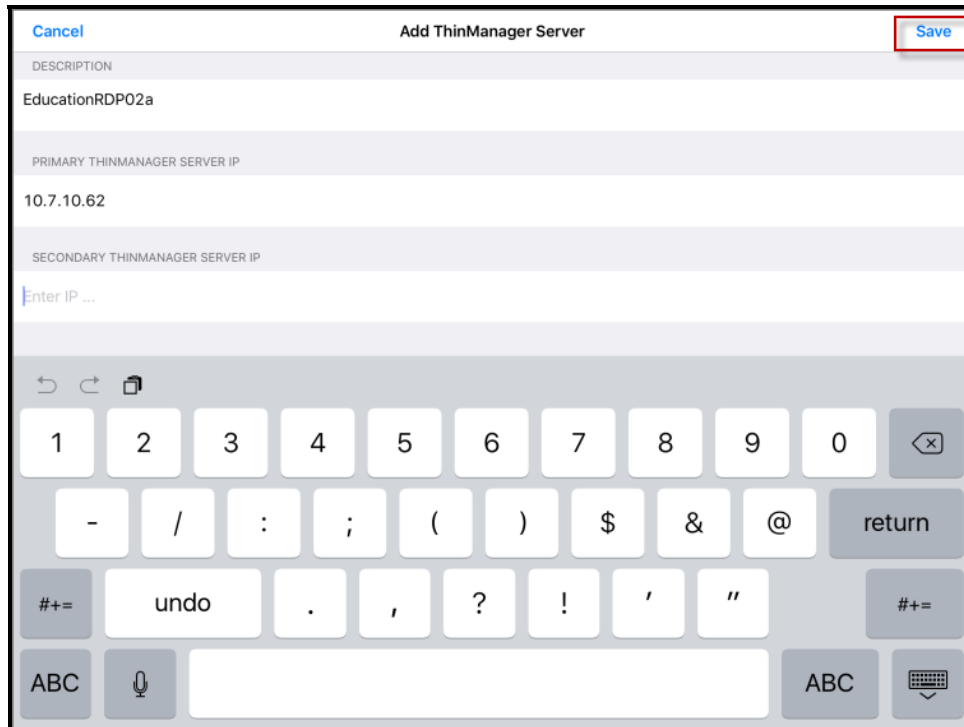 Cancel Add ThinManager Server Save
DESCRIPTION
EducationRDP02a
PRIMARY THINMANAGER SERVER IP
10.7.10.62
SECONDARY THINMANAGER SERVER IP
Enter IP ...
1 2 3 4 5 6 7 8 9 0
- / : ; ( ) $ & @ return
#+= undo . , ? ! ' " #+=
ABC ABC